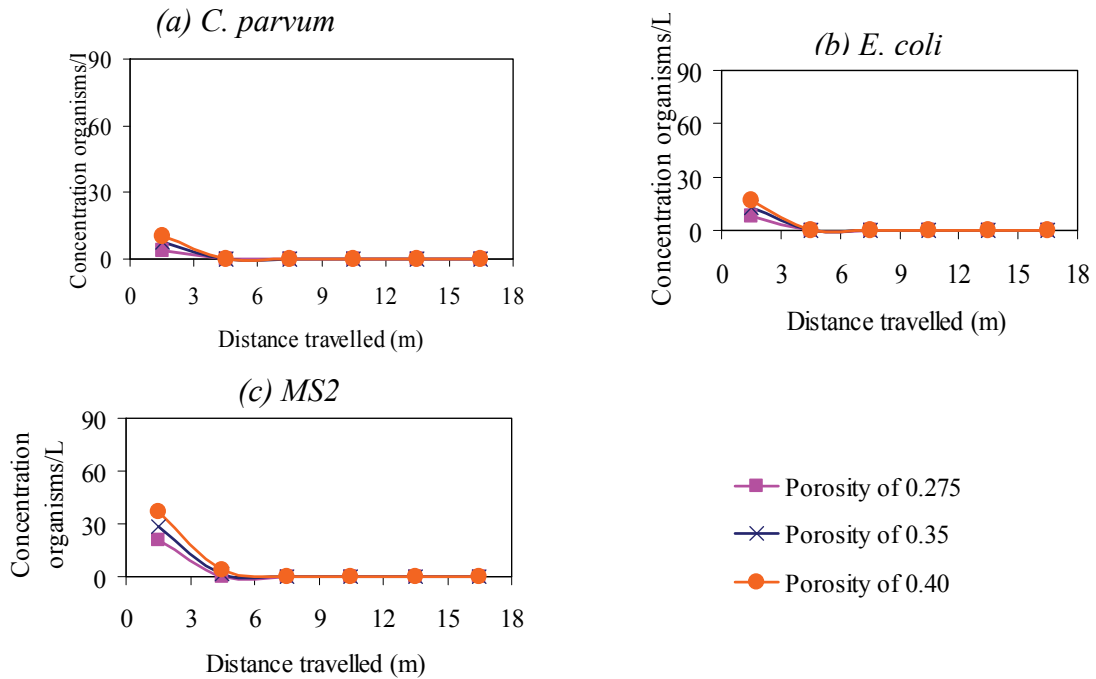 (a) C. parvum
Concentration organisms/l
90
60
30
0
0 3 6 9 12 15 18
Distance travelled (m)
(b) E. coli
Concentration organisms/L
90
60
30
0
0 3 6 9 12 15 18
Distance travelled (m)
(c) MS2
Concentration
organisms/L
90
60
30
0
0 3 6 9 12 15 18
Distance travelled (m)
Porosity of 0.275
Porosity of 0.35
Porosity of 0.40